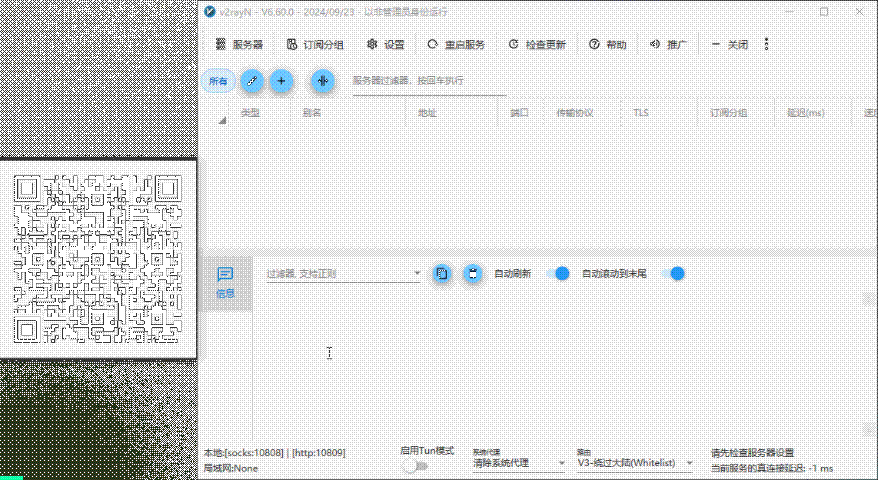 v2rayN - V6.60.0 - 2024/09/23 - 以非管理员身份运行
服务器 订阅分组 设置 重启服务 检查更新 帮助 推广 关闭
所有 服务器过滤器，按回车执行
类型 别名 地址 端口 传输协议 TLS 订阅分组 延迟(ms)
信息
过滤器, 支持正则 自动刷新 自动滚动到末尾
本地:[socks:10808] | [http:10809]
局域网:None
启用Tun模式
系统代理
清除系统代理
路由
V3-绕过大陆(Whitelist)
请先检查服务器设置
当前服务的真连接延迟: -1 ms